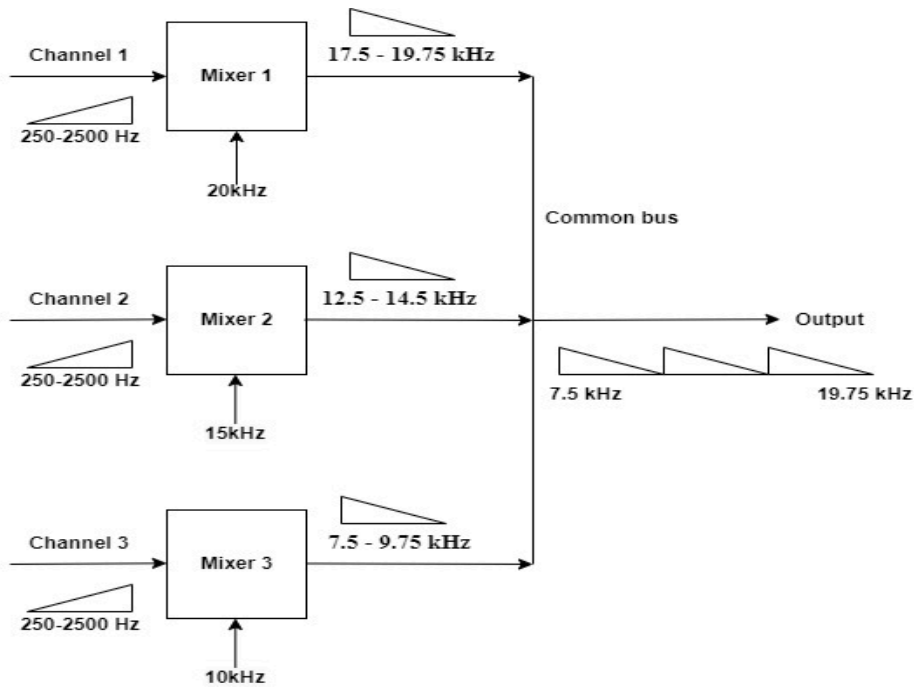 Channel 1
250-2500 Hz
Mixer 1
20kHz
17.5 - 19.75 kHz
Common bus
Channel 2
250-2500 Hz
Mixer 2
15kHz
12.5 - 14.5 kHz
Output
7.5 kHz
19.75 kHz
Channel 3
250-2500 Hz
Mixer 3
10kHz
7.5 - 9.75 kHz